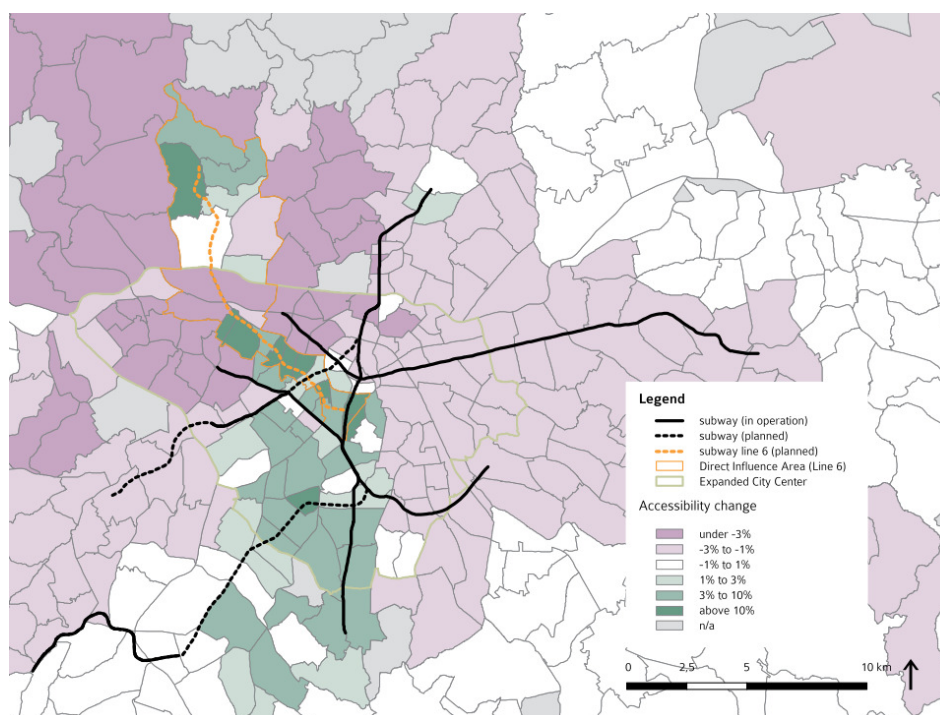 Legend
subway (in operation)
subway (planned)
subway line 6 (planned)
Direct Influence Area (Line 6)
Expanded City Center
Accessibility change
under -3%
-3% to -1%
-1% to 1%
1% to 3%
3% to 10%
above 10%
n/a
0 2,5 5 10 km